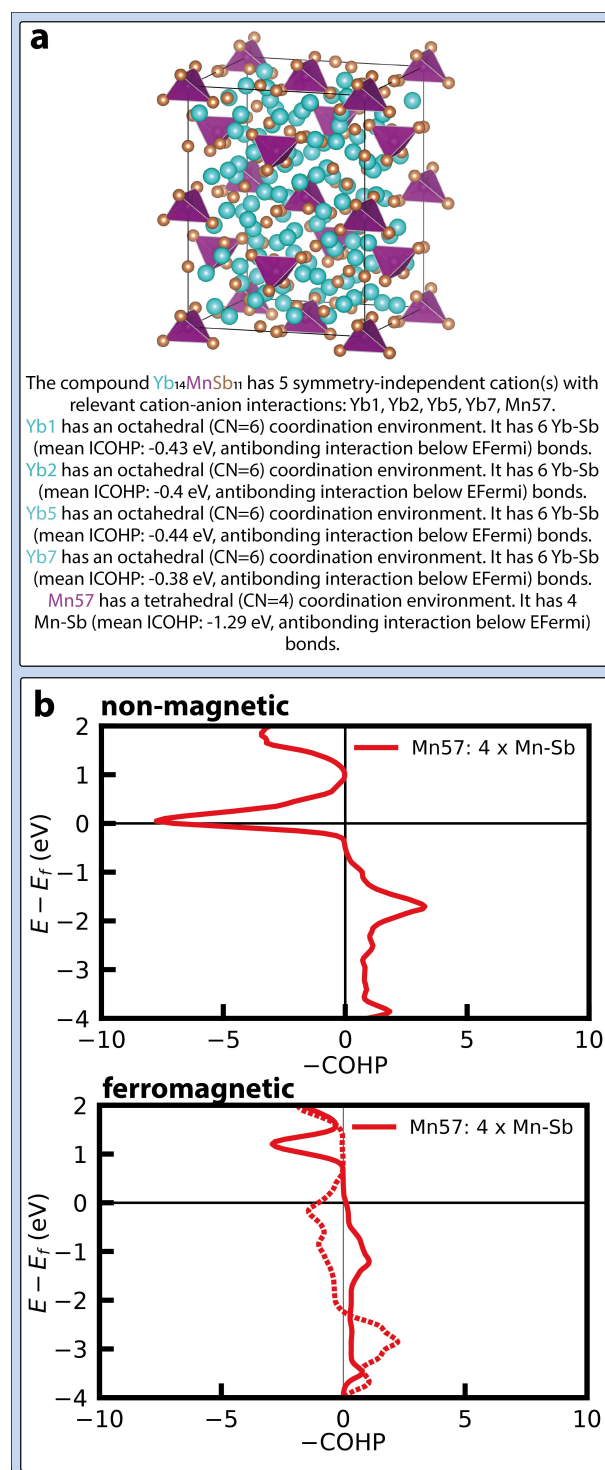 a
The compound Yb₁₄MnSb₁₁ has 5 symmetry-independent cation(s) with
relevant cation-anion interactions: Yb1, Yb2, Yb5, Yb7, Mn57.
Yb1 has an octahedral (CN=6) coordination environment. It has 6 Yb-Sb
(mean ICOHP: -0.43 eV, antibonding interaction below EFermi) bonds.
Yb2 has an octahedral (CN=6) coordination environment. It has 6 Yb-Sb
(mean ICOHP: -0.4 eV, antibonding interaction below EFermi) bonds.
Yb5 has an octahedral (CN=6) coordination environment. It has 6 Yb-Sb
(mean ICOHP: -0.44 eV, antibonding interaction below EFermi) bonds.
Yb7 has an octahedral (CN=6) coordination environment. It has 6 Yb-Sb
(mean ICOHP: -0.38 eV, antibonding interaction below EFermi) bonds.
Mn57 has a tetrahedral (CN=4) coordination environment. It has 4
Mn-Sb (mean ICOHP: -1.29 eV, antibonding interaction below EFermi)
bonds.
b
non-magnetic
Mn57: 4 x Mn-Sb
2
1
0
−1
−2
−3
−4
E − E_f (eV)
−10 −5 0 5 10
−COHP
ferromagnetic
Mn57: 4 x Mn-Sb
2
1
0
−1
−2
−3
−4
E − E_f (eV)
−10 −5 0 5 10
−COHP